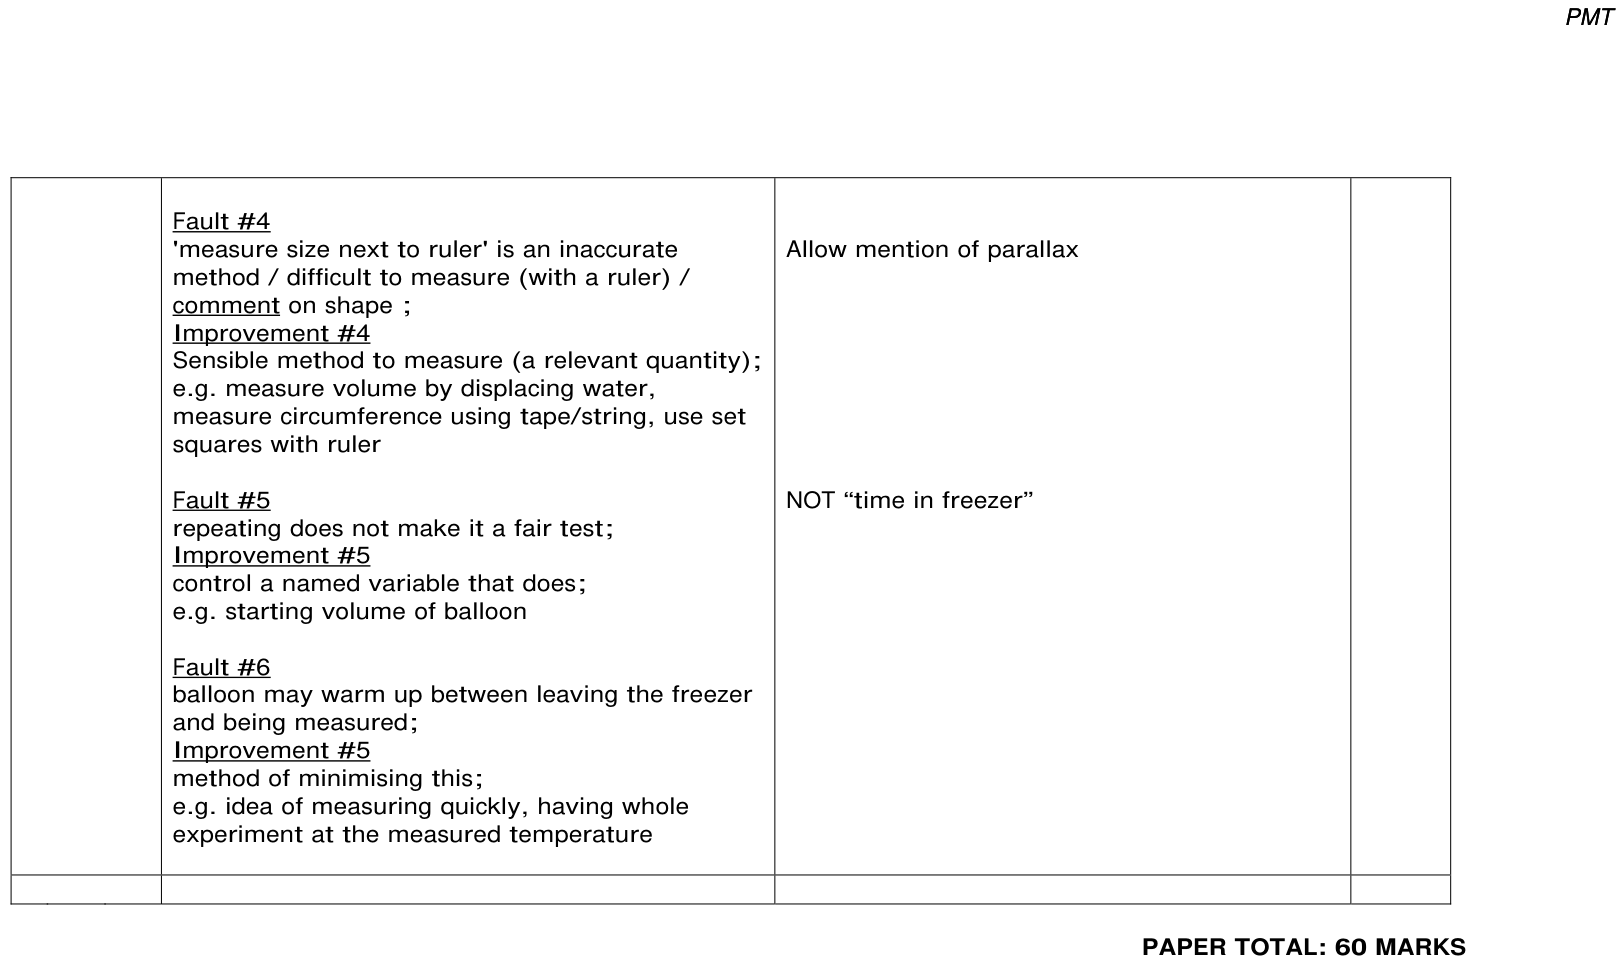 PMT
Fault #4
'measure size next to ruler' is an inaccurate
method / difficult to measure (with a ruler) /
comment on shape ;
Allow mention of parallax
Improvement #4
Sensible method to measure (a relevant quantity);
e.g. measure volume by displacing water,
measure circumference using tape/string, use set
squares with ruler
Fault #5
NOT “time in freezer”
repeating does not make it a fair test;
Improvement #5
control a named variable that does;
e.g. starting volume of balloon
Fault #6
balloon may warm up between leaving the freezer
and being measured;
Improvement #5
method of minimising this;
e.g. idea of measuring quickly, having whole
experiment at the measured temperature
PAPER TOTAL: 60 MARKS